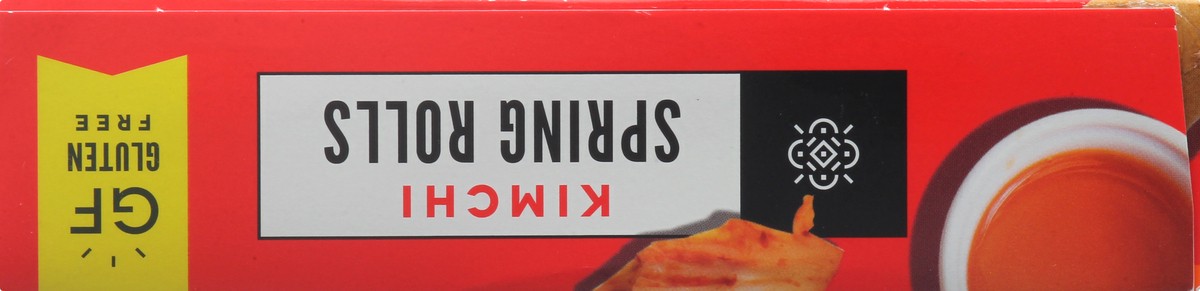 KIMCHI
SPRING ROLLS
GF
GLUTEN
FREE